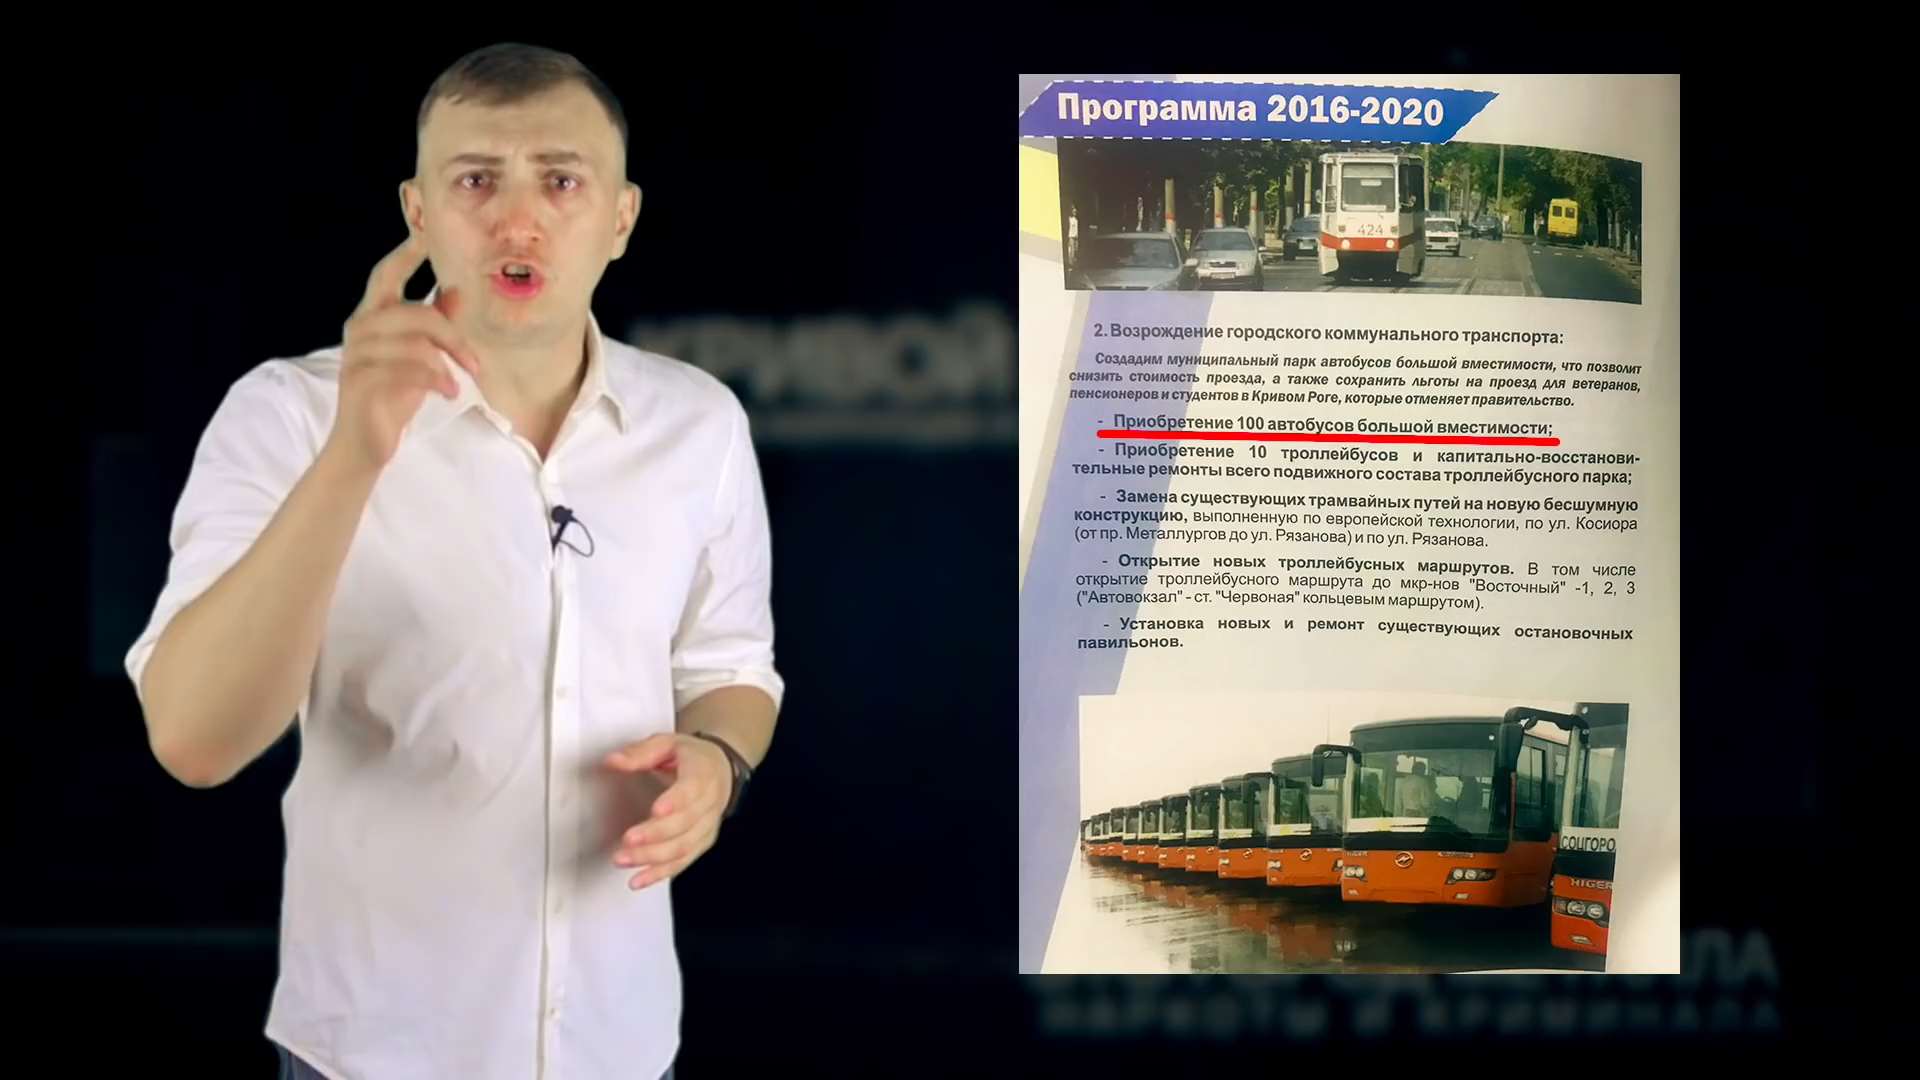 Программа 2016-2020
424
2. Возрождение городского коммунального транспорта:
Создадим муниципальный парк автобусов большой вместимости, что позволит
снизить стоимость проезда, а также сохранить льготы на проезд для ветеранов,
пенсионеров и студентов в Кривом Роге, которые отменяет правительство.
- Приобретение 100 автобусов большой вместимости;
- Приобретение 10 троллейбусов и капитально-восстанови-
тельные ремонты всего подвижного состава троллейбусного парка;
- Замена существующих трамвайных путей на новую бесшумную
конструкцию, выполненную по европейской технологии, по ул. Косиора
(от пр. Металлургов до ул. Рязанова) и по ул. Рязанова.
- Открытие новых троллейбусных маршрутов. В том числе
открытие троллейбусного маршрута до мкр-нов "Восточный" -1, 2, 3
("Автовокзал" - ст. "Червоная" кольцевым маршрутом).
- Установка новых и ремонт существующих остановочных
павильонов.
СОЦГОРО
HIGER
КРИВОЙ
НАРКОТЫ И КРИМИНАЛА